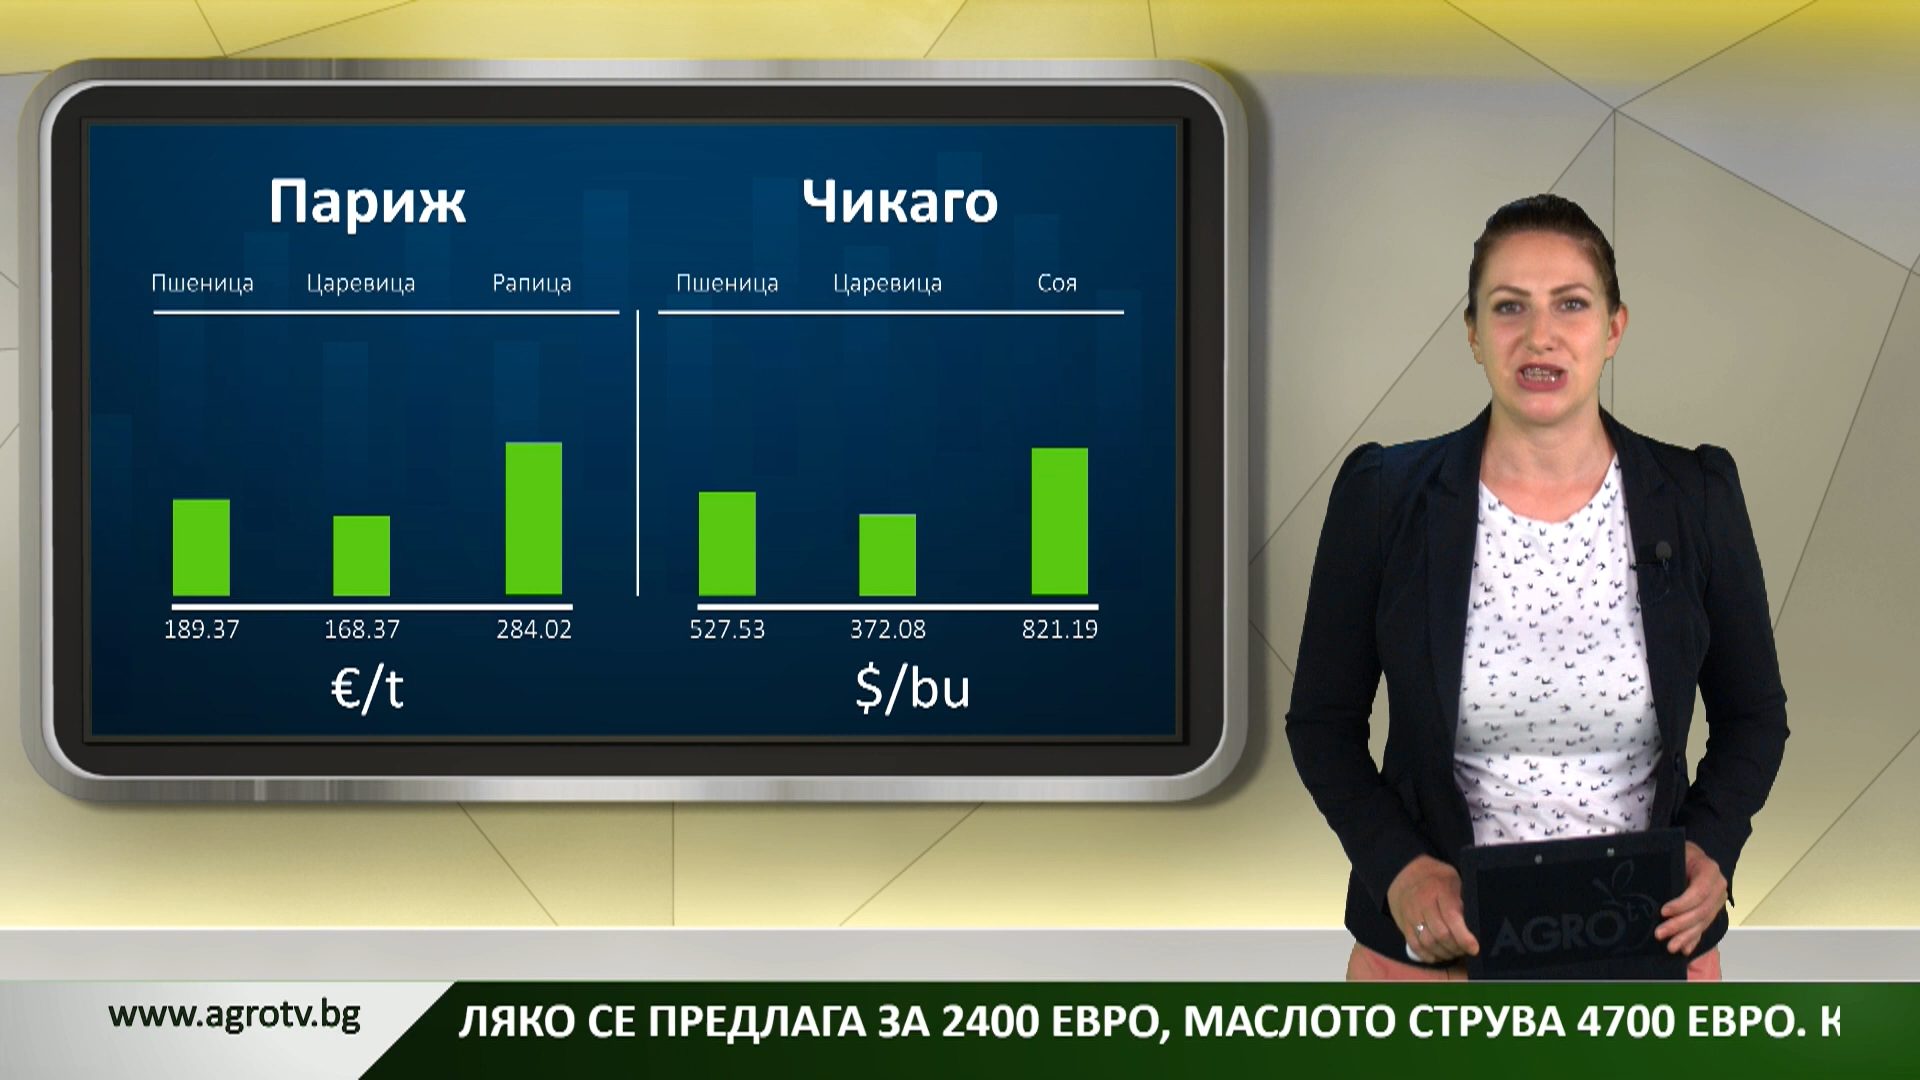 Париж
Чикаго
Пшеница Царевица Рапица
Пшеница Царевица Соя
189.37 168.37 284.02
527.53 372.08 821.19
€/t
$/bu
AGROtv
www.agrotv.bg
ЛЯКО СЕ ПРЕДЛАГА ЗА 2400 ЕВРО, МАСЛОТО СТРУВА 4700 ЕВРО. К